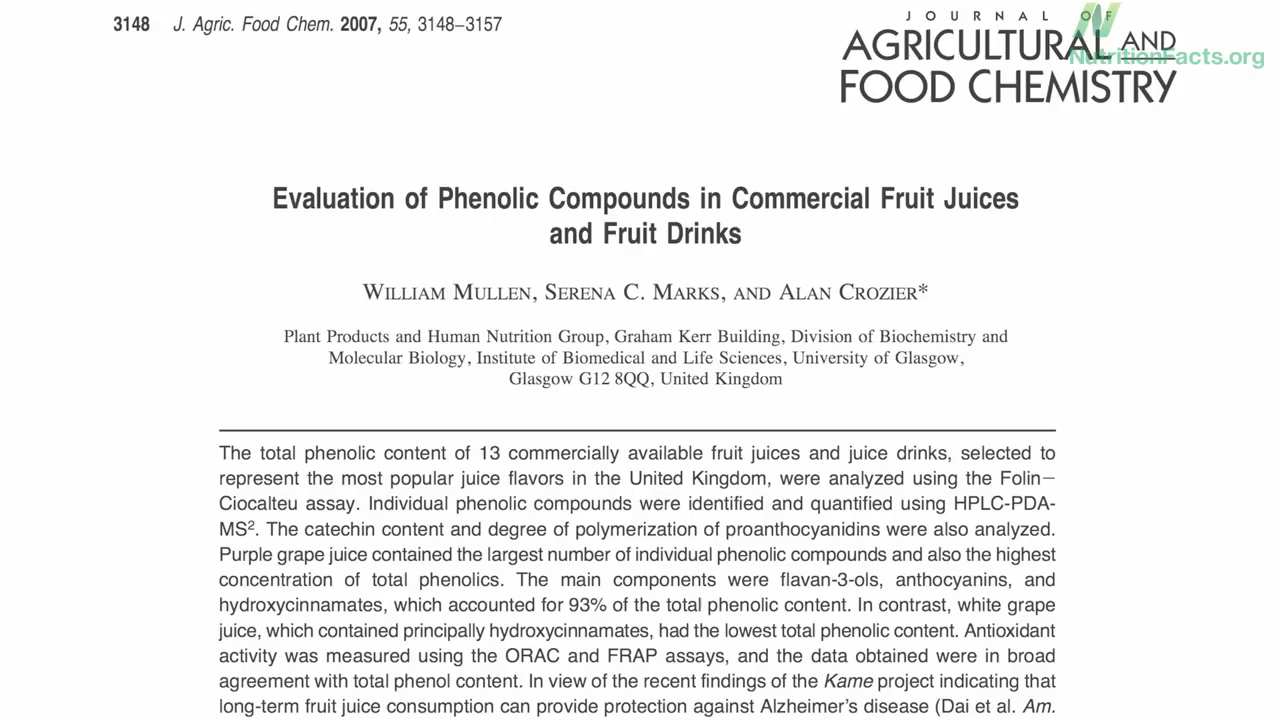 3148 J. Agric. Food Chem. 2007, 55, 3148−3157
JOURNAL OF
AGRICULTURAL AND
FOOD CHEMISTRY
NutritionFacts.org
Evaluation of Phenolic Compounds in Commercial Fruit Juices
and Fruit Drinks
WILLIAM MULLEN, SERENA C. MARKS, AND ALAN CROZIER*
Plant Products and Human Nutrition Group, Graham Kerr Building, Division of Biochemistry and
Molecular Biology, Institute of Biomedical and Life Sciences, University of Glasgow,
Glasgow G12 8QQ, United Kingdom
The total phenolic content of 13 commercially available fruit juices and juice drinks, selected to
represent the most popular juice flavors in the United Kingdom, were analyzed using the Folin−
Ciocalteu assay. Individual phenolic compounds were identified and quantified using HPLC-PDA-
MS². The catechin content and degree of polymerization of proanthocyanidins were also analyzed.
Purple grape juice contained the largest number of individual phenolic compounds and also the highest
concentration of total phenolics. The main components were flavan-3-ols, anthocyanins, and
hydroxycinnamates, which accounted for 93% of the total phenolic content. In contrast, white grape
juice, which contained principally hydroxycinnamates, had the lowest total phenolic content. Antioxidant
activity was measured using the ORAC and FRAP assays, and the data obtained were in broad
agreement with total phenol content. In view of the recent findings of the Kame project indicating that
long-term fruit juice consumption can provide protection against Alzheimer's disease (Dai et al. Am.